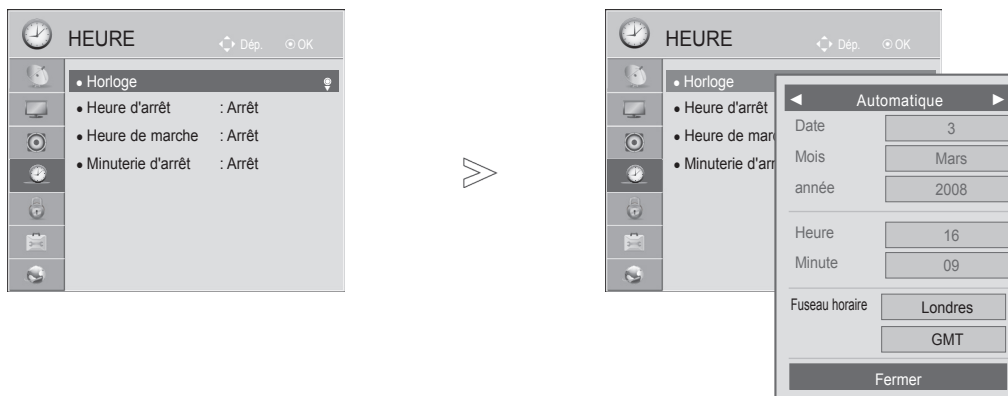 HEURE Dép. OK
• Horloge
• Heure d'arrêt : Arrêt
• Heure de marche : Arrêt
• Minuterie d'arrêt : Arrêt
HEURE Dép. OK
• Horloge
• Heure d'arrêt
• Heure de mar
• Minuterie d'arr
◄ Automatique ►
Date 3
Mois Mars
année 2008
Heure 16
Minute 09
Fuseau horaire Londres
GMT
Fermer